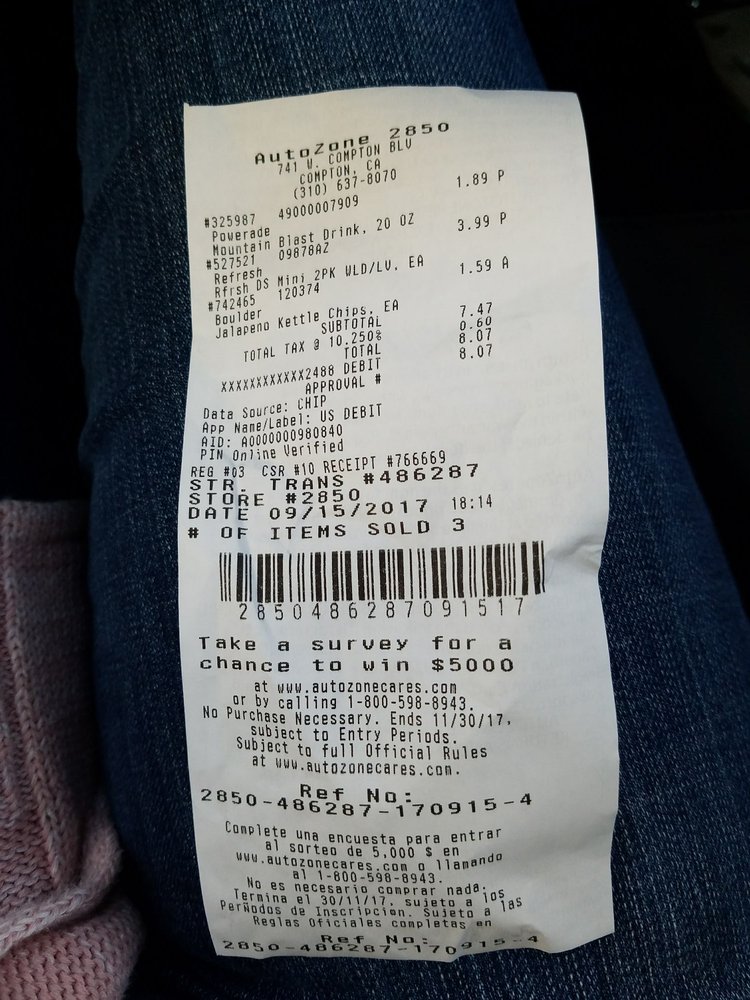 AutoZone 2850
741 W. COMPTON BLV
COMPTON, CA
(310) 637-8070
#325987 49000007909 1.89 P
Powerade
Mountain Blast Drink, 20 OZ
#527521 09878A2 3.99 P
Refresh
Rfrsh DS Mini 2PK WLD/LV, EA
#742465 120374 1.59 A
Boulder
Jalapeno Kettle Chips, EA
SUBTOTAL 7.47
TOTAL TAX @ 10.250% 0.60
TOTAL 8.07
XXXXXXXXXXXX2488 DEBIT 8.07
APPROVAL #
Data Source: CHIP
App Name/Label: US DEBIT
AID: A0000000980840
PIN Online Verified
REG #03 CSR #10 RECEIPT #766669
STR. TRANS #486287
STORE #2850
DATE 09/15/2017 18:14
# OF ITEMS SOLD 3
2850486287091517
Take a survey for a
chance to win $5000
at www.autozonecares.com
or by calling 1-800-598-8943.
No Purchase Necessary. Ends 11/30/17,
subject to Entry Periods.
Subject to full Official Rules
at www.autozonecares.com.
Ref No:
2850-486287-170915-4
Complete una encuesta para entrar
al sorteo de 5,000 $ en
www.autozonecares.com o llamando
al 1-800-598-8943.
No es necesario comprar nada.
Termina el 30/11/17, sujeto a los
Perñodos de Inscripcion. Sujeto a las
Reglas Oficiales completas en
Ref No:
2850-486287-170915-4